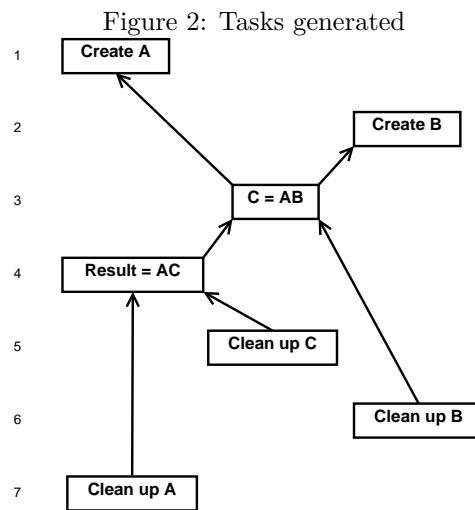 Figure 2: Tasks generated
1 Create A
2 Create B
3 C = AB
4 Result = AC
5 Clean up C
6 Clean up B
7 Clean up A